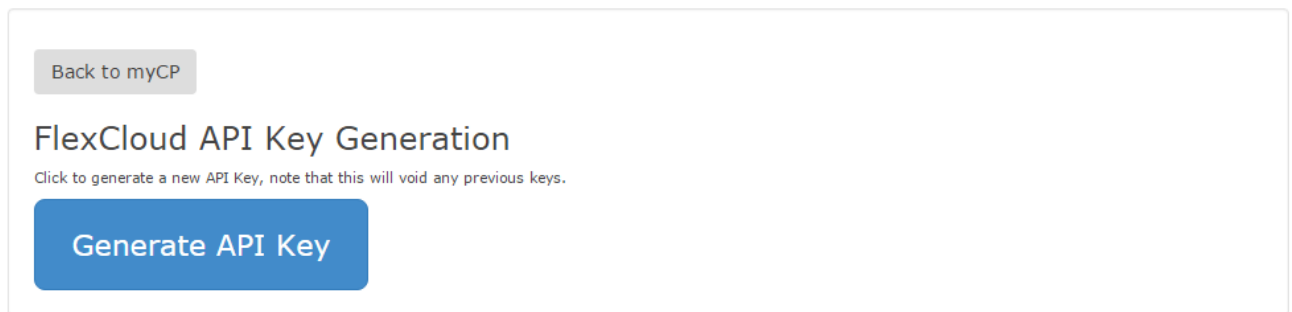 Back to myCP
FlexCloud API Key Generation
Click to generate a new API Key, note that this will void any previous keys.
Generate API Key